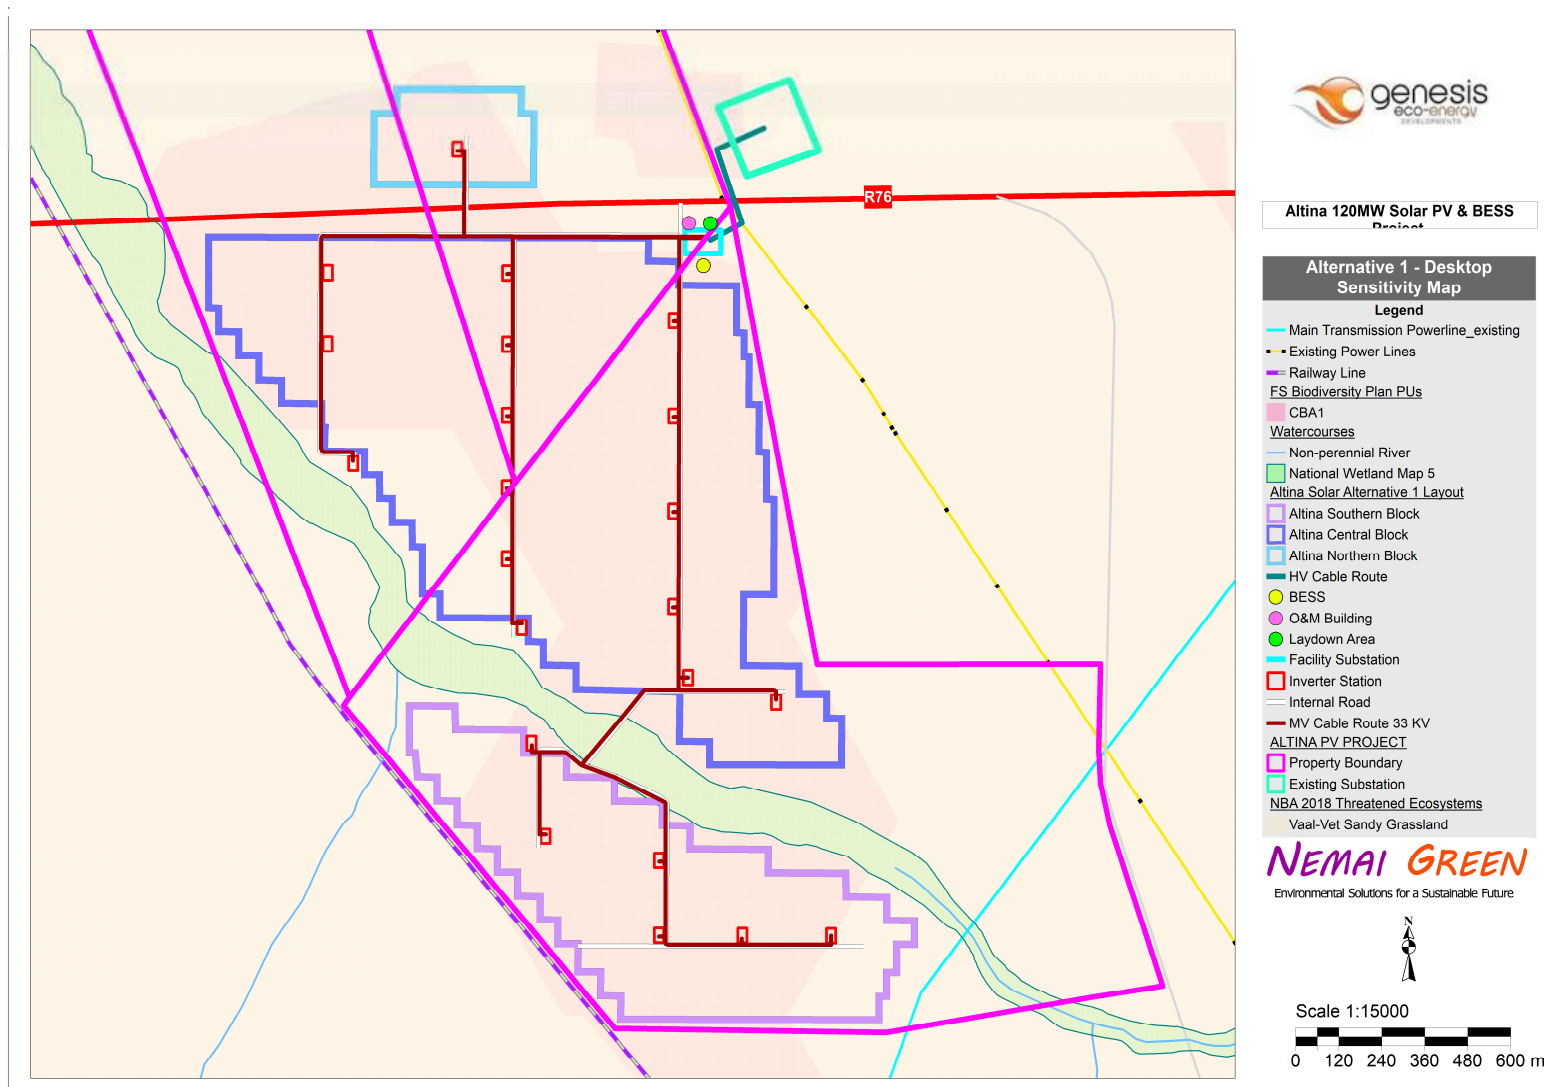 genesis
eco-energy
DEVELOPMENTS
R76
Altina 120MW Solar PV & BESS
Project
Alternative 1 - Desktop
Sensitivity Map
Legend
Main Transmission Powerline_existing
Existing Power Lines
Railway Line
FS Biodiversity Plan PUs
CBA1
Watercourses
Non-perennial River
National Wetland Map 5
Altina Solar Alternative 1 Layout
Altina Southern Block
Altina Central Block
Altina Northern Block
HV Cable Route
BESS
O&M Building
Laydown Area
Facility Substation
Inverter Station
Internal Road
MV Cable Route 33 KV
ALTINA PV PROJECT
Property Boundary
Existing Substation
NBA 2018 Threatened Ecosystems
Vaal-Vet Sandy Grassland
NEMAI GREEN
Environmental Solutions for a Sustainable Future
N
Scale 1:15000
0 120 240 360 480 600 m